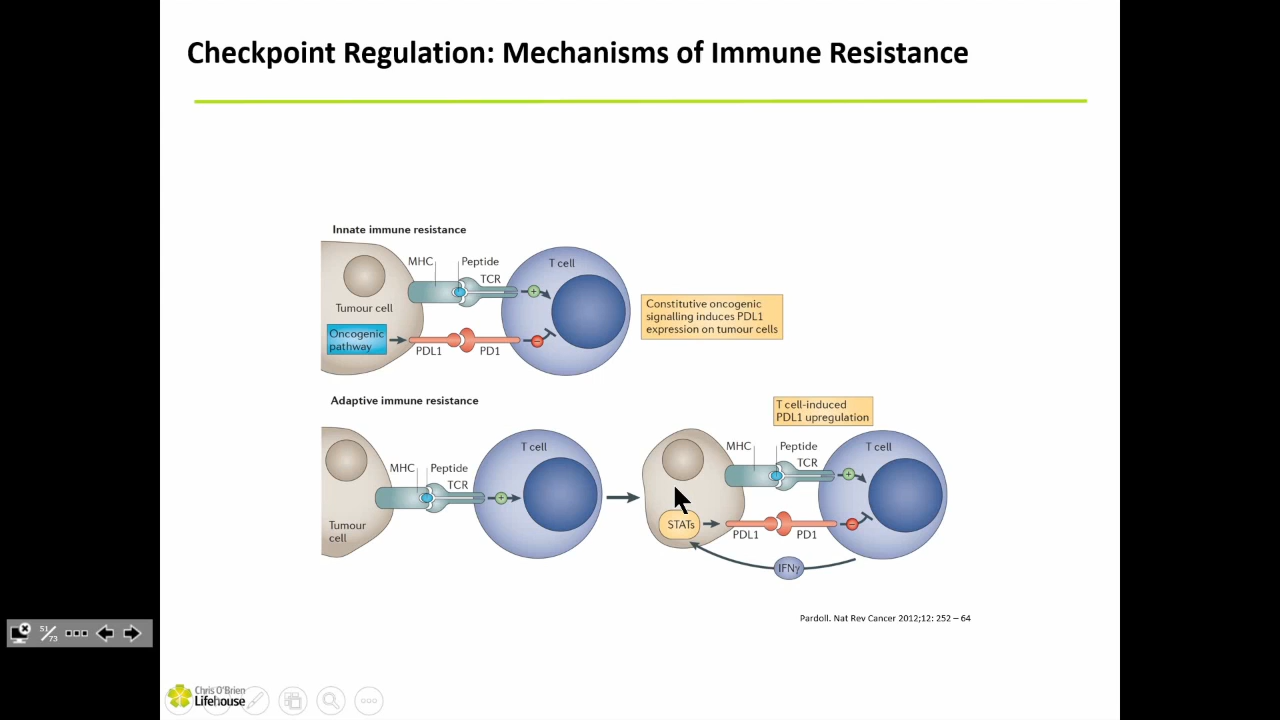 Checkpoint Regulation: Mechanisms of Immune Resistance
Innate immune resistance
MHC
Peptide
TCR
T cell
Tumour cell
Oncogenic
pathway
PDL1
PD1
Constitutive oncogenic
signalling induces PDL1
expression on tumour cells
Adaptive immune resistance
MHC
Peptide
TCR
T cell
Tumour
cell
T cell-induced
PDL1 upregulation
MHC
Peptide
TCR
T cell
STATs
PDL1
PD1
IFNγ
Pardoll. Nat Rev Cancer 2012;12: 252 – 64
51/73
Chris O'Brien
Lifehouse